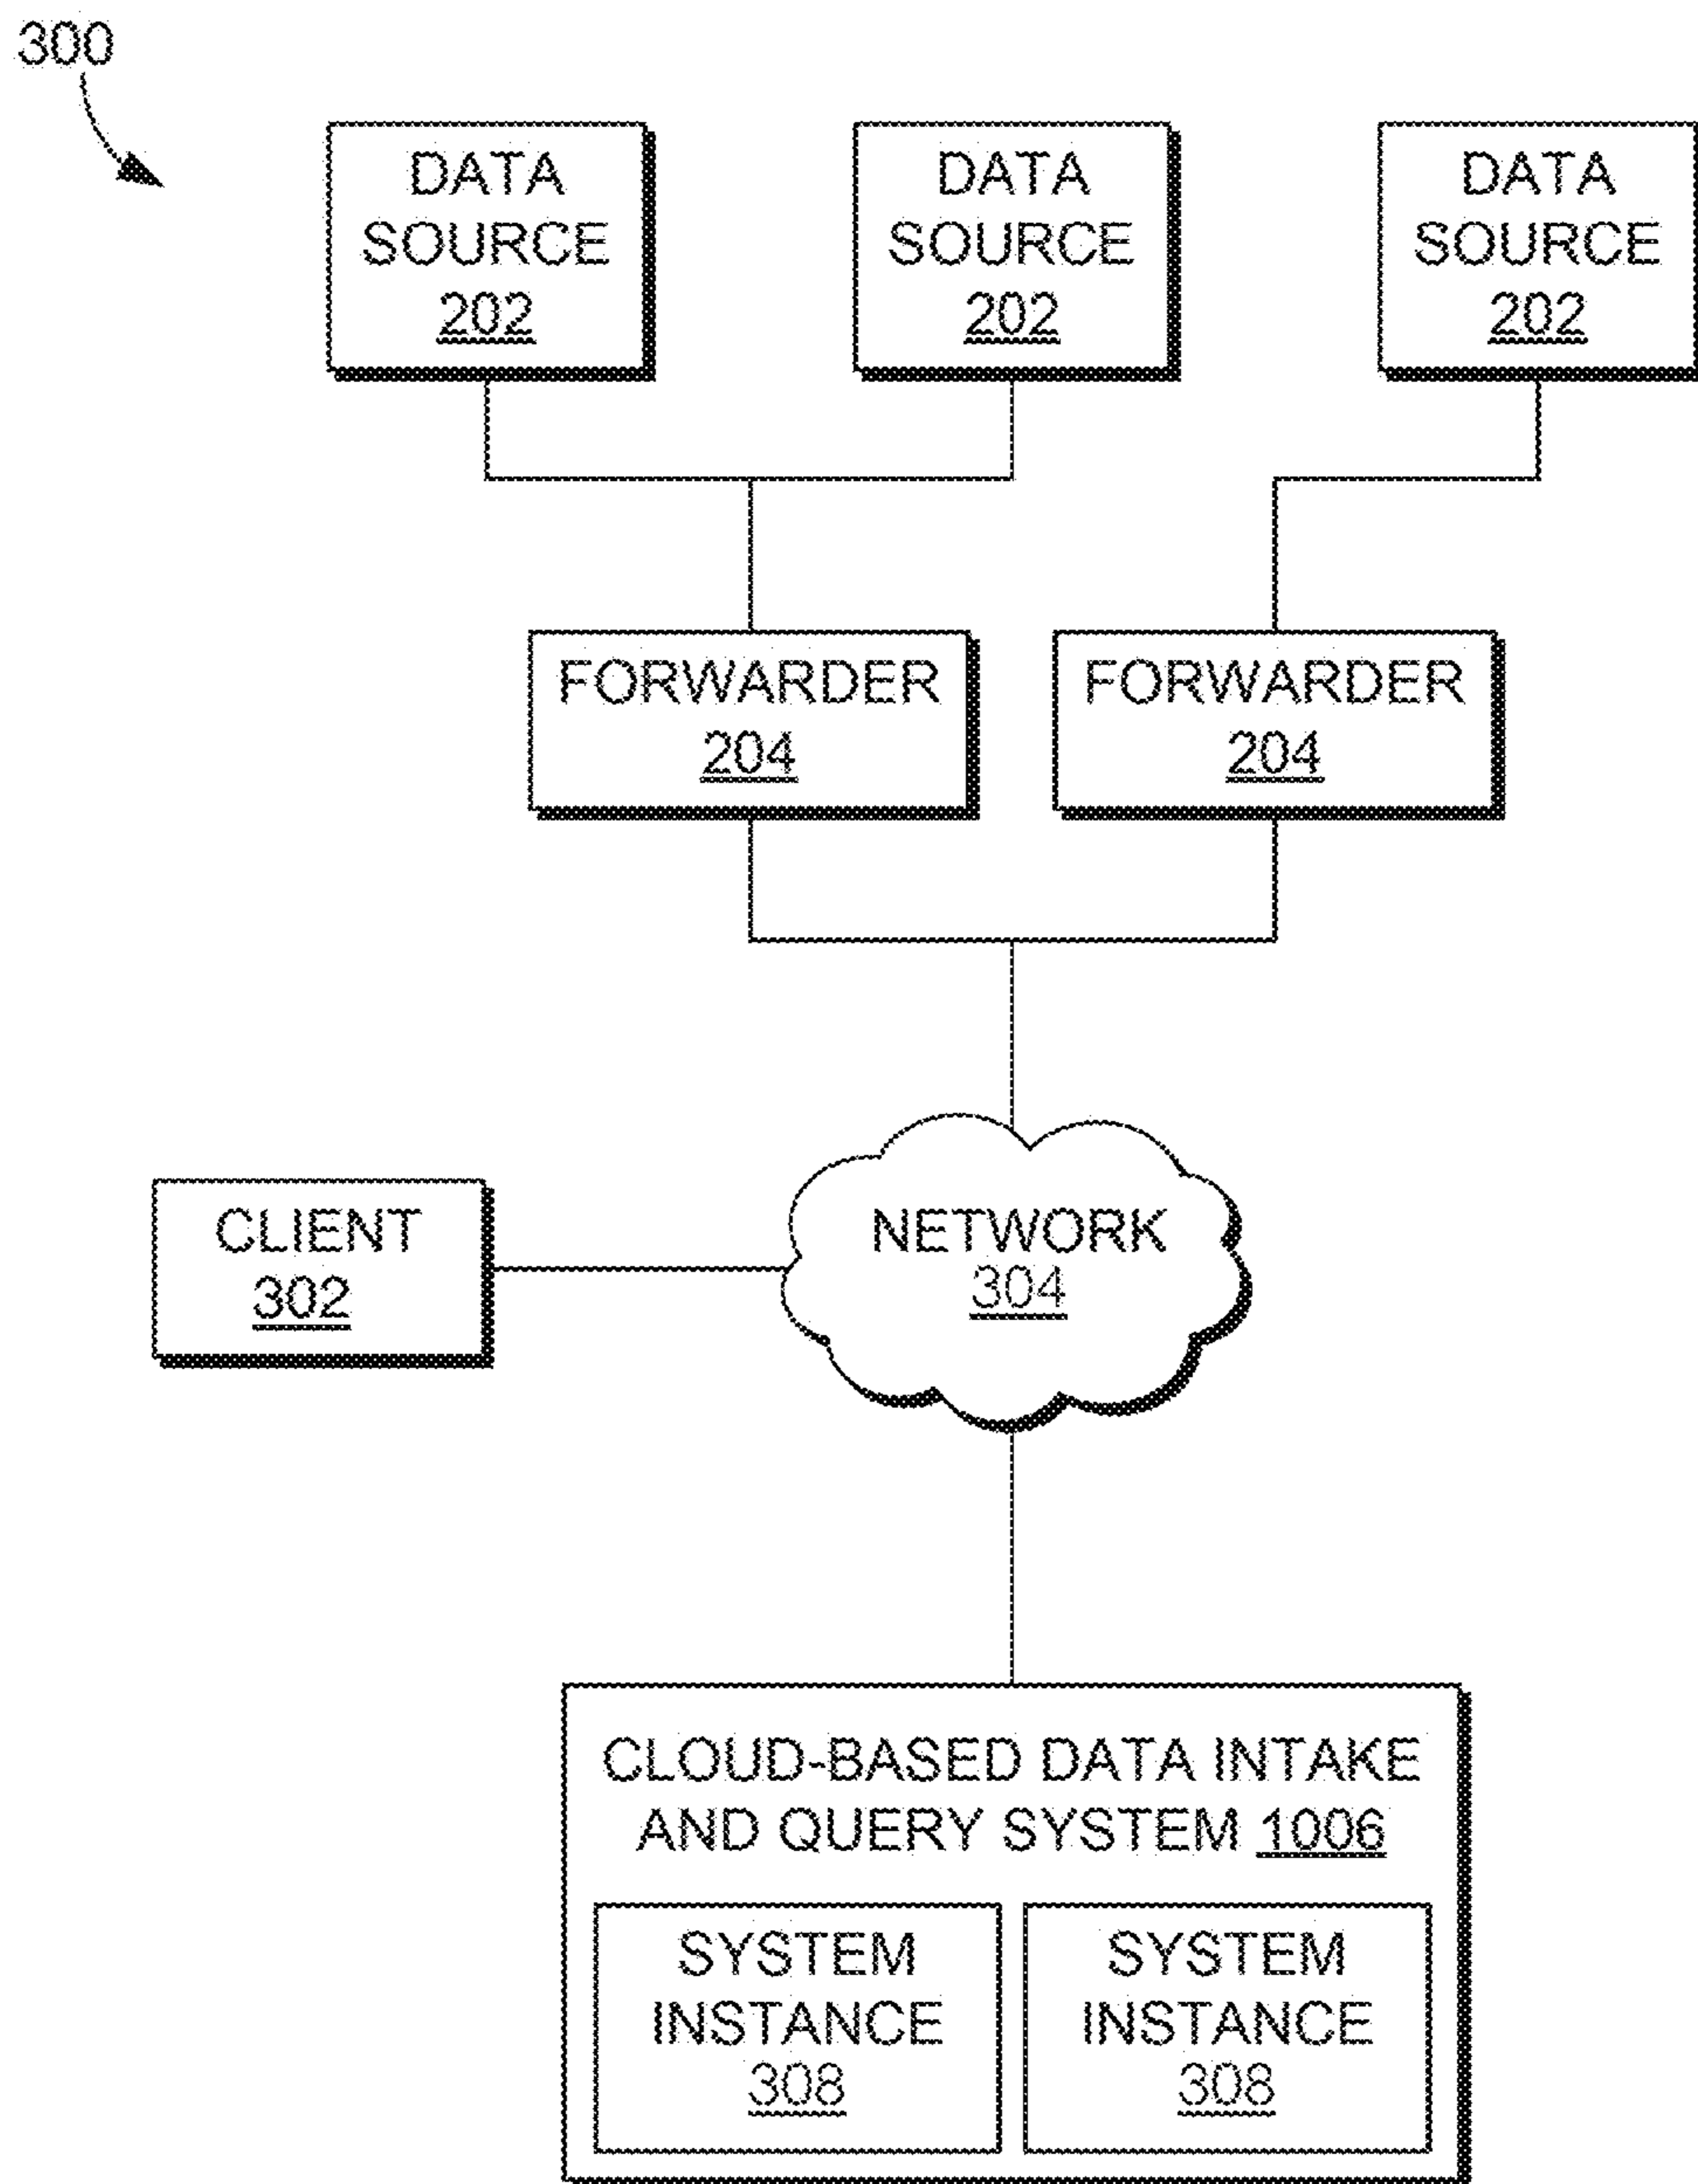 300
DATA
SOURCE
202
DATA
SOURCE
202
DATA
SOURCE
202
FORWARDER
204
FORWARDER
204
CLIENT
302
NETWORK
304
CLOUD-BASED DATA INTAKE
AND QUERY SYSTEM 1006
SYSTEM
INSTANCE
308
SYSTEM
INSTANCE
308